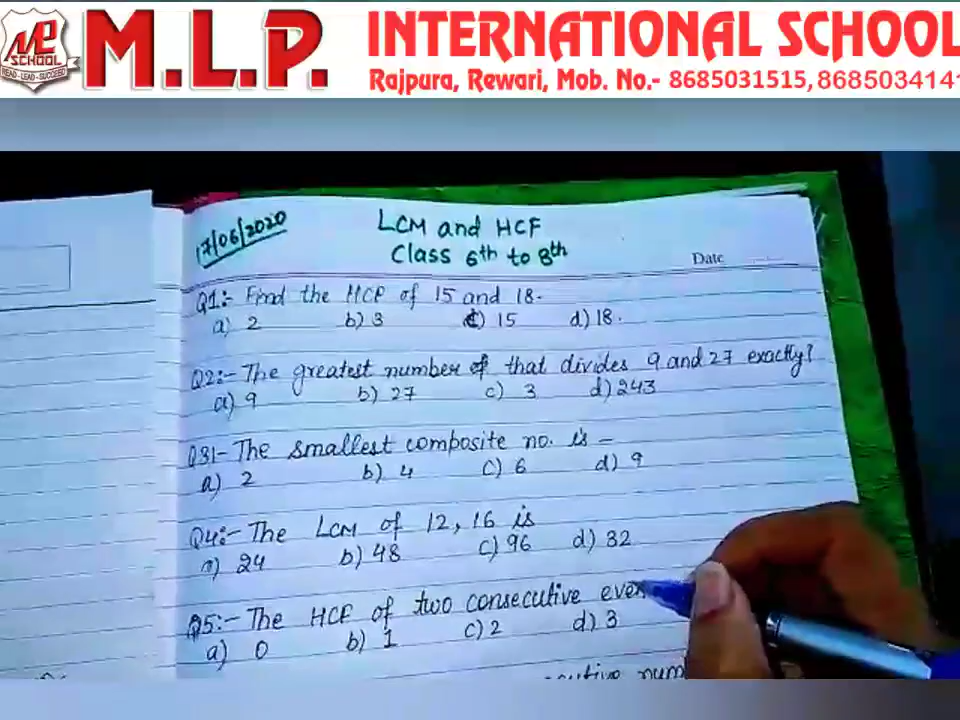 M.L.P. INTERNATIONAL SCHOOL
SCHOOL
READ-LEAD-SUCCEED
Rajpura, Rewari, Mob. No.- 8685031515, 868503414
17/06/2020
LCM and HCF
Class 6th to 8th
Date
Q1:- Find the HCF of 15 and 18.
a) 2 b) 3 c) 15 d) 18.
Q2:- The greatest number of that divides 9 and 27 exactly?
a) 9 b) 27 c) 3 d) 243
Q3:- The smallest composite no. is -
a) 2 b) 4 c) 6 d) 9
Q4:- The LCM of 12, 16 is
a) 24 b) 48 c) 96 d) 32
Q5:- The HCF of two consecutive even
a) 0 b) 1 c) 2 d) 3